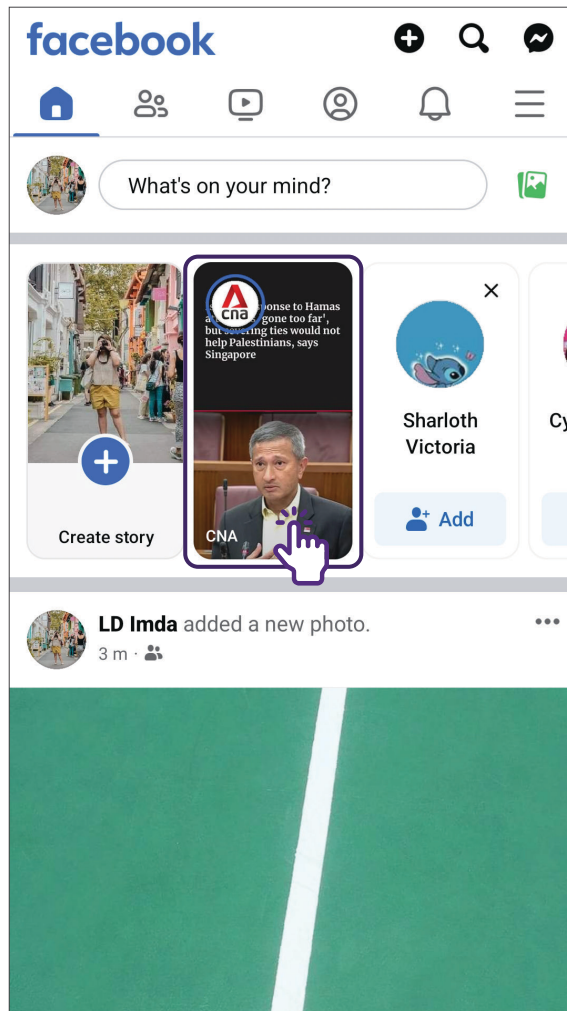 facebook
What's on your mind?
Create story
cna
ponse to Hamas
'gone too far',
but severing ties would not
help Palestinians, says
Singapore
CNA
Sharloth
Victoria
Add
Cy
LD Imda added a new photo.
3 m ·